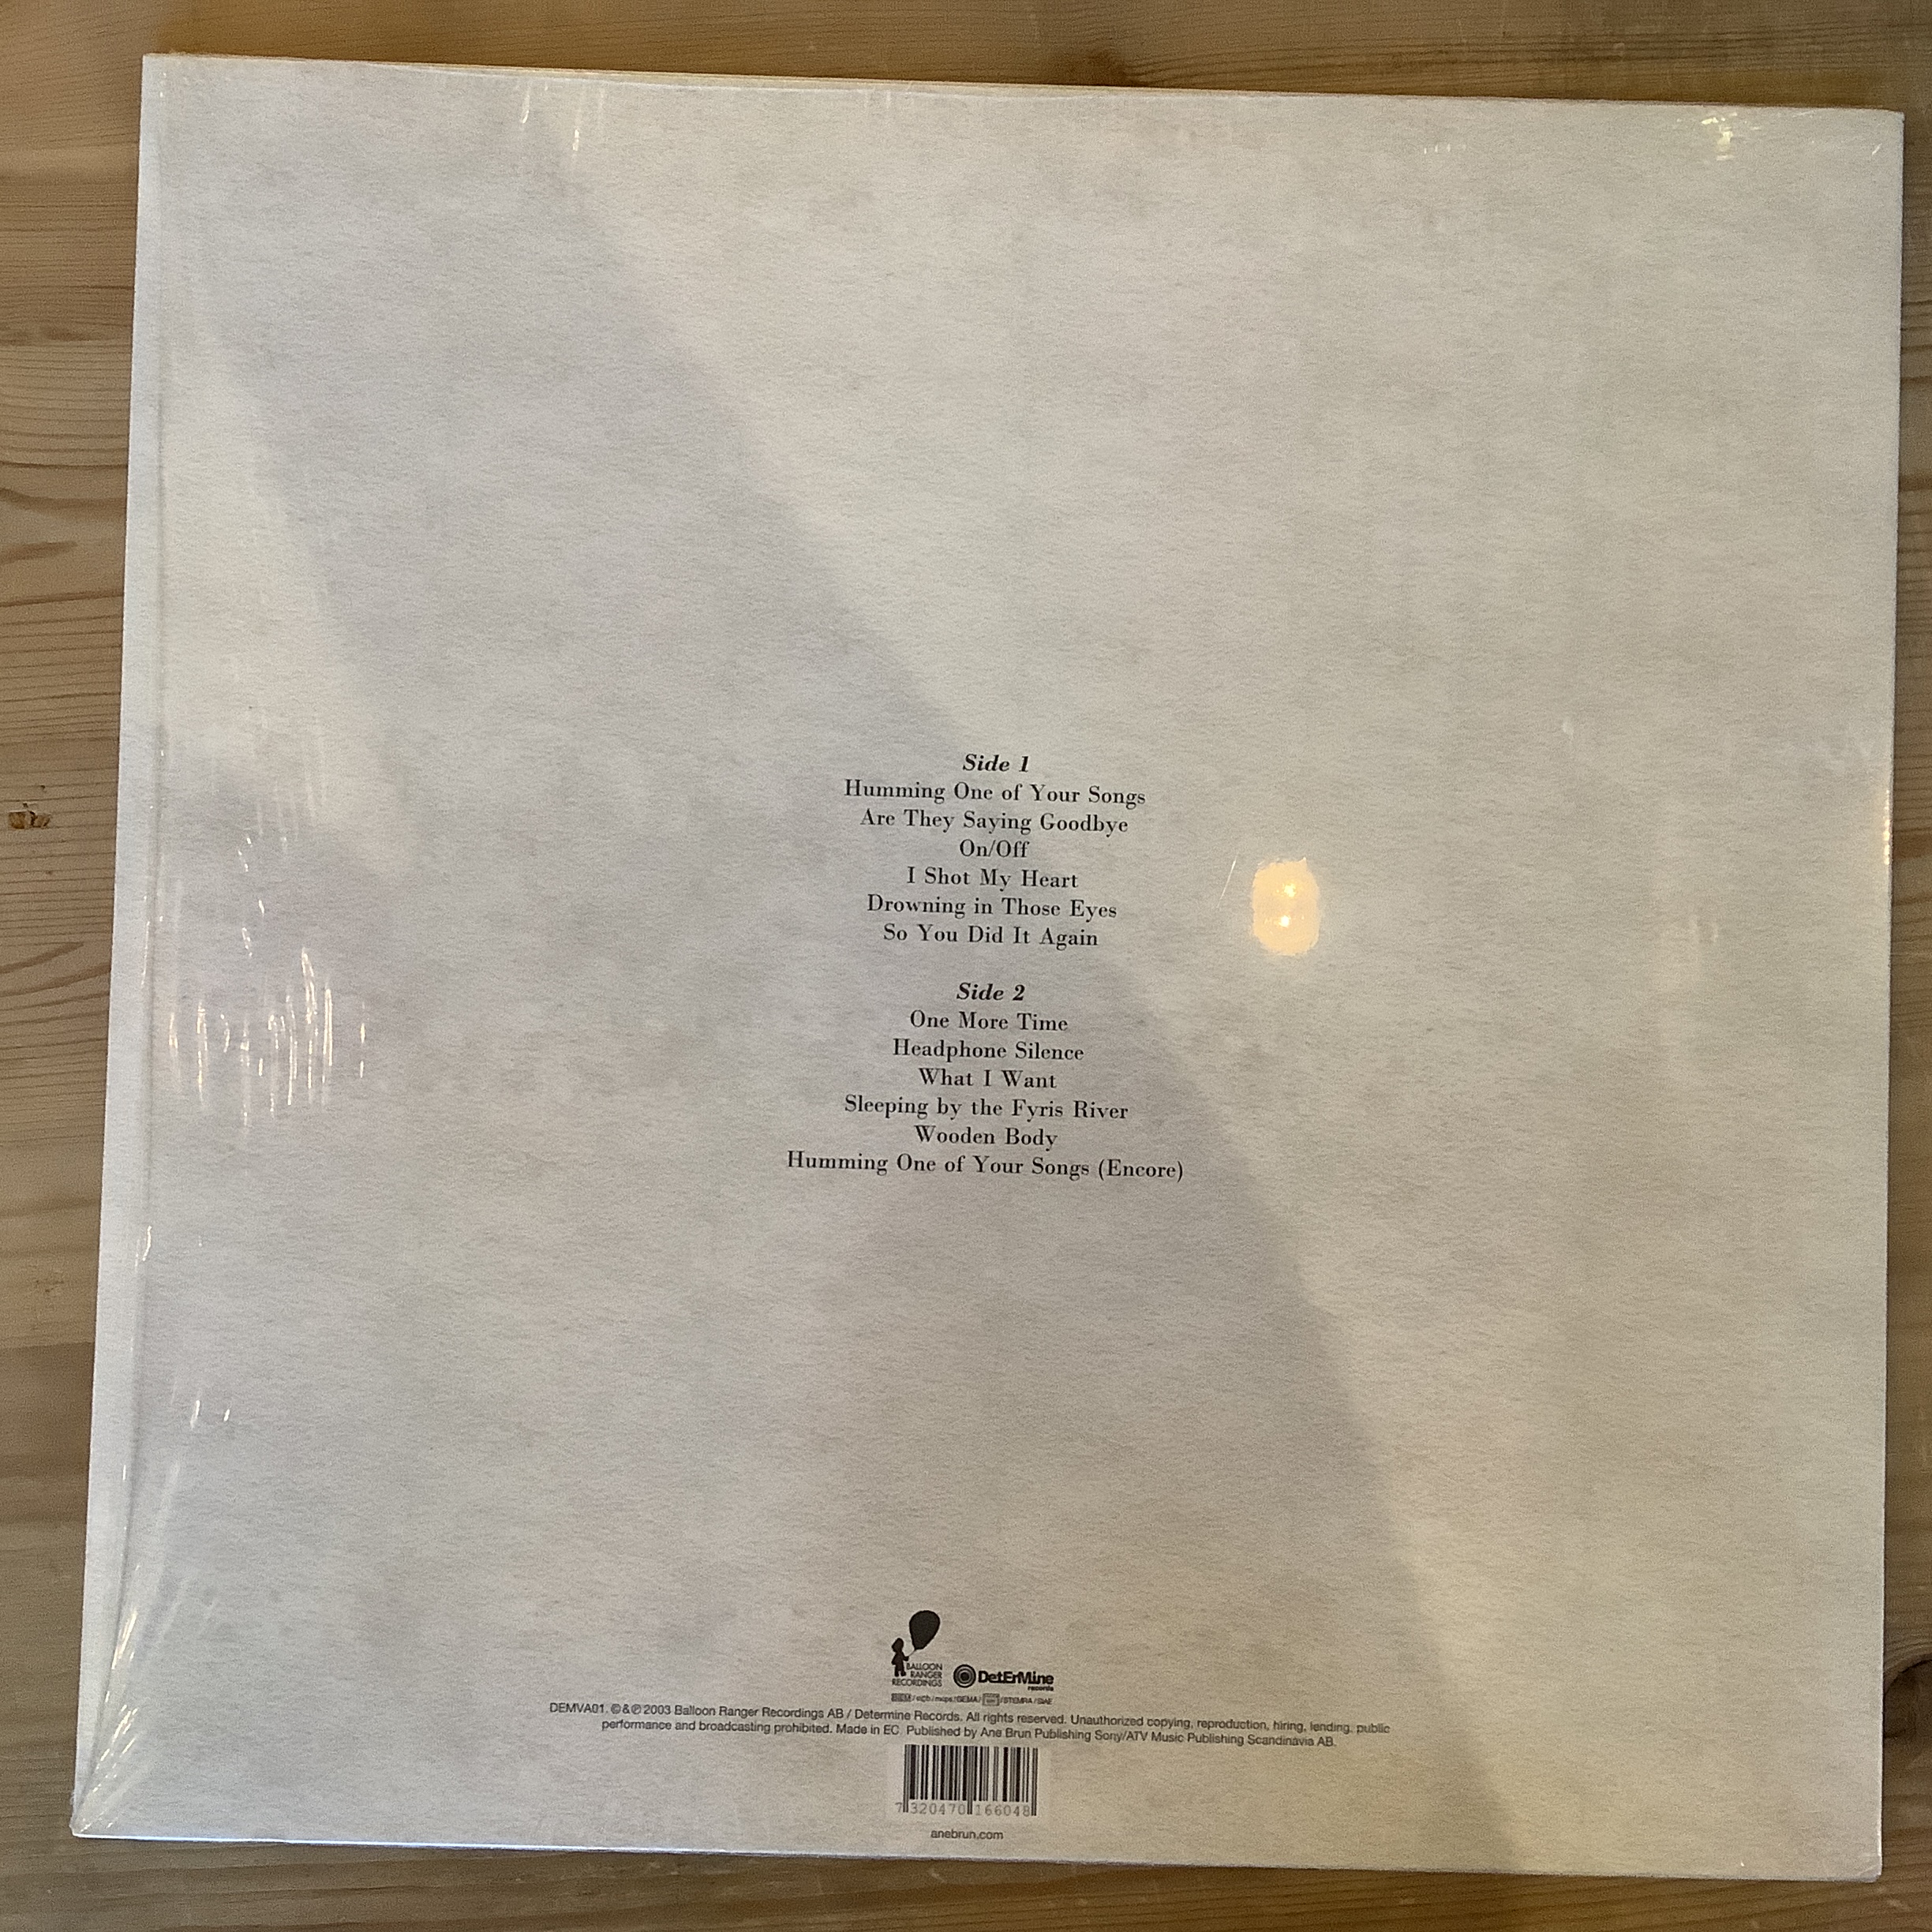 Side 1
Humming One of Your Songs
Are They Saying Goodbye
On/Off
I Shot My Heart
Drowning in Those Eyes
So You Did It Again
Side 2
One More Time
Headphone Silence
What I Want
Sleeping by the Fyris River
Wooden Body
Humming One of Your Songs (Encore)
BALLOON
RANGER
RECORDINGS
DetErMine
records
DEMVA01. ©&℗ 2003 Balloon Ranger Recordings AB / Determine Records. All rights reserved. Unauthorized copying, reproduction, hiring, lending, public
performance and broadcasting prohibited. Made in EC. Published by Ane Brun Publishing Sony/ATV Music Publishing Scandinavia AB.
7 320470 166048
anebrun.com